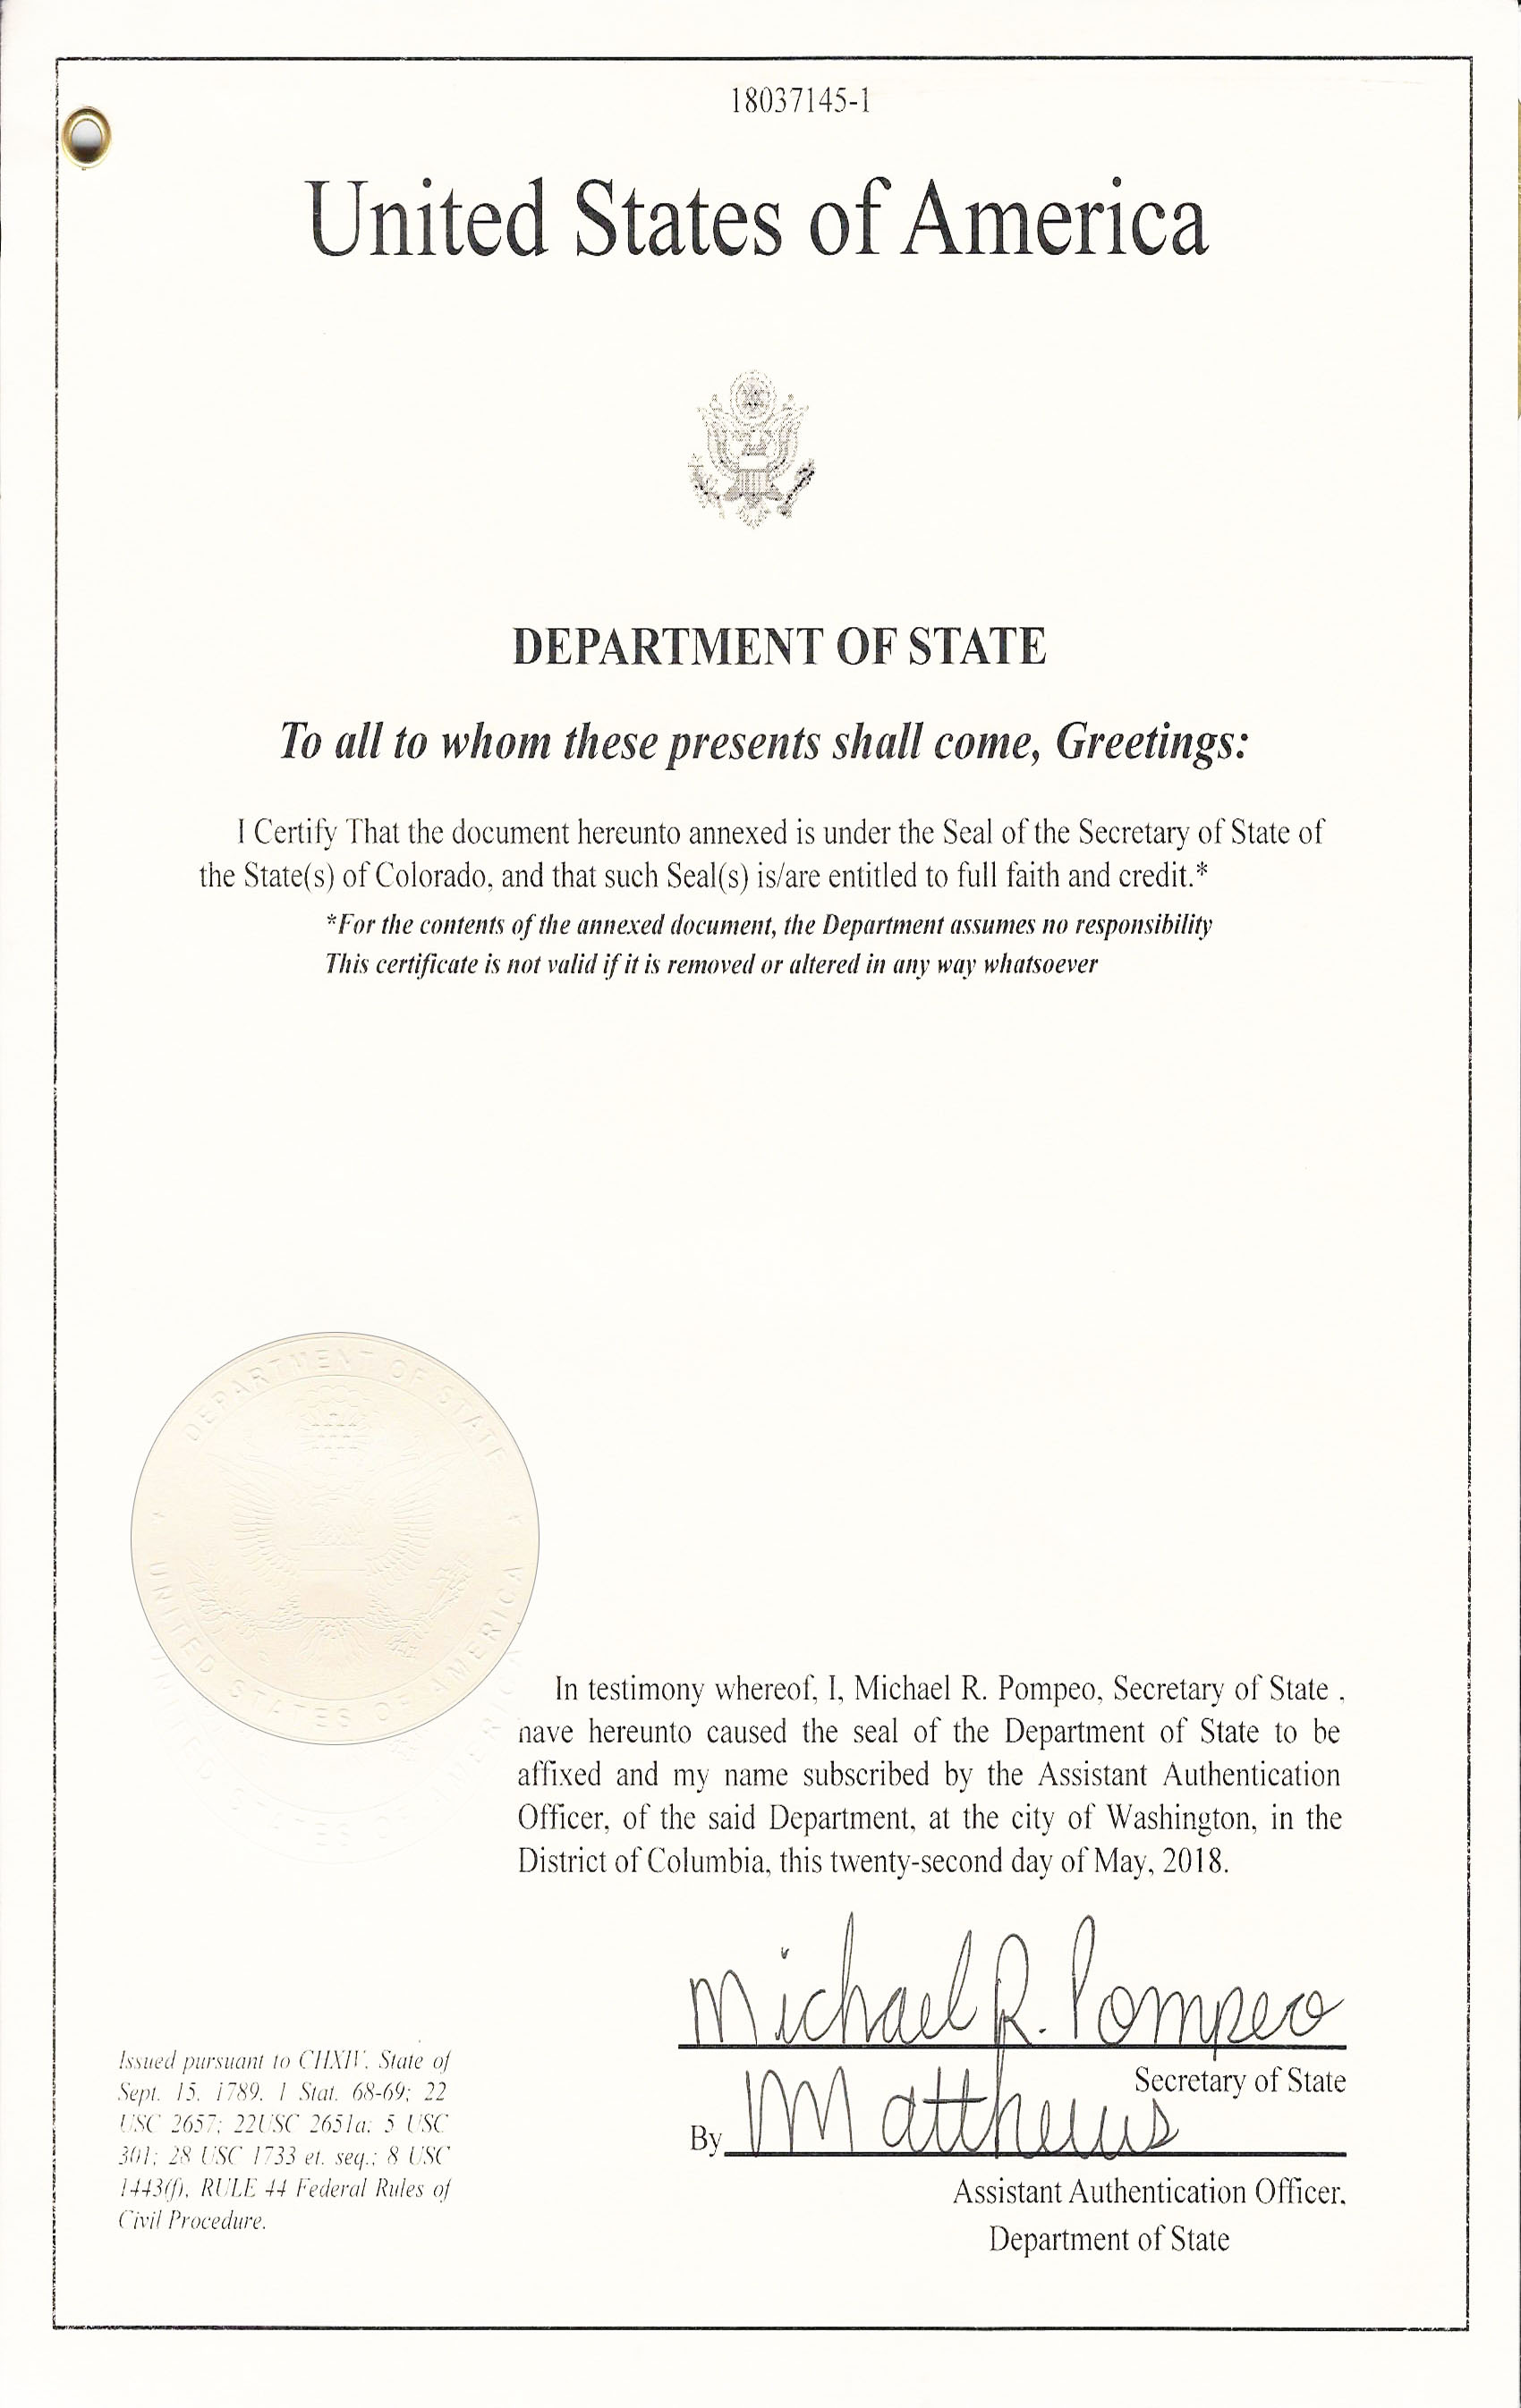 18037145-1
United States of America
DEPARTMENT OF STATE
To all to whom these presents shall come, Greetings:
I Certify That the document hereunto annexed is under the Seal of the Secretary of State of
the State(s) of Colorado, and that such Seal(s) is/are entitled to full faith and credit.*
*For the contents of the annexed document, the Department assumes no responsibility
This certificate is not valid if it is removed or altered in any way whatsoever
DEPARTMENT OF STATE
UNITED STATES OF AMERICA
In testimony whereof, I, Michael R. Pompeo, Secretary of State ,
have hereunto caused the seal of the Department of State to be
affixed and my name subscribed by the Assistant Authentication
Officer, of the said Department, at the city of Washington, in the
District of Columbia, this twenty-second day of May, 2018.
Michael R. Pompeo
Secretary of State
By Matthews
Assistant Authentication Officer,
Department of State
Issued pursuant to CHXIV, State of
Sept. 15, 1789, 1 Stat. 68-69; 22
USC 2657; 22USC 2651a; 5 USC
301; 28 USC 1733 et. seq.; 8 USC
1443(f), RULE 44 Federal Rules of
Civil Procedure.